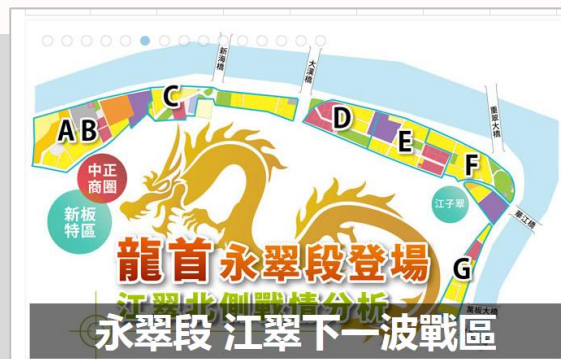 新海橋
大漢橋
重翠大橋
A B
C
D
E
F
中正
商圈
新板
特區
江子翠
華江橋
G
龍首永翠段登場
江翠北側戰情分析
萬板大橋
永翠段 江翠下一波戰區